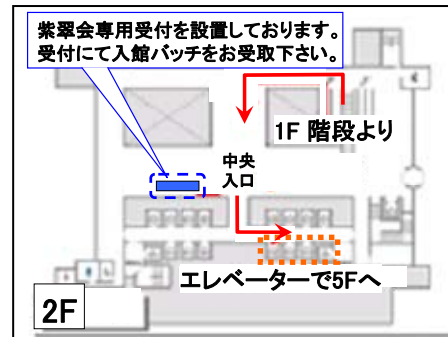 紫翠会専用受付を設置しております。
受付にて入館バッチをお受取下さい。
1F 階段より
中央
入口
エレベーターで5Fへ
2F